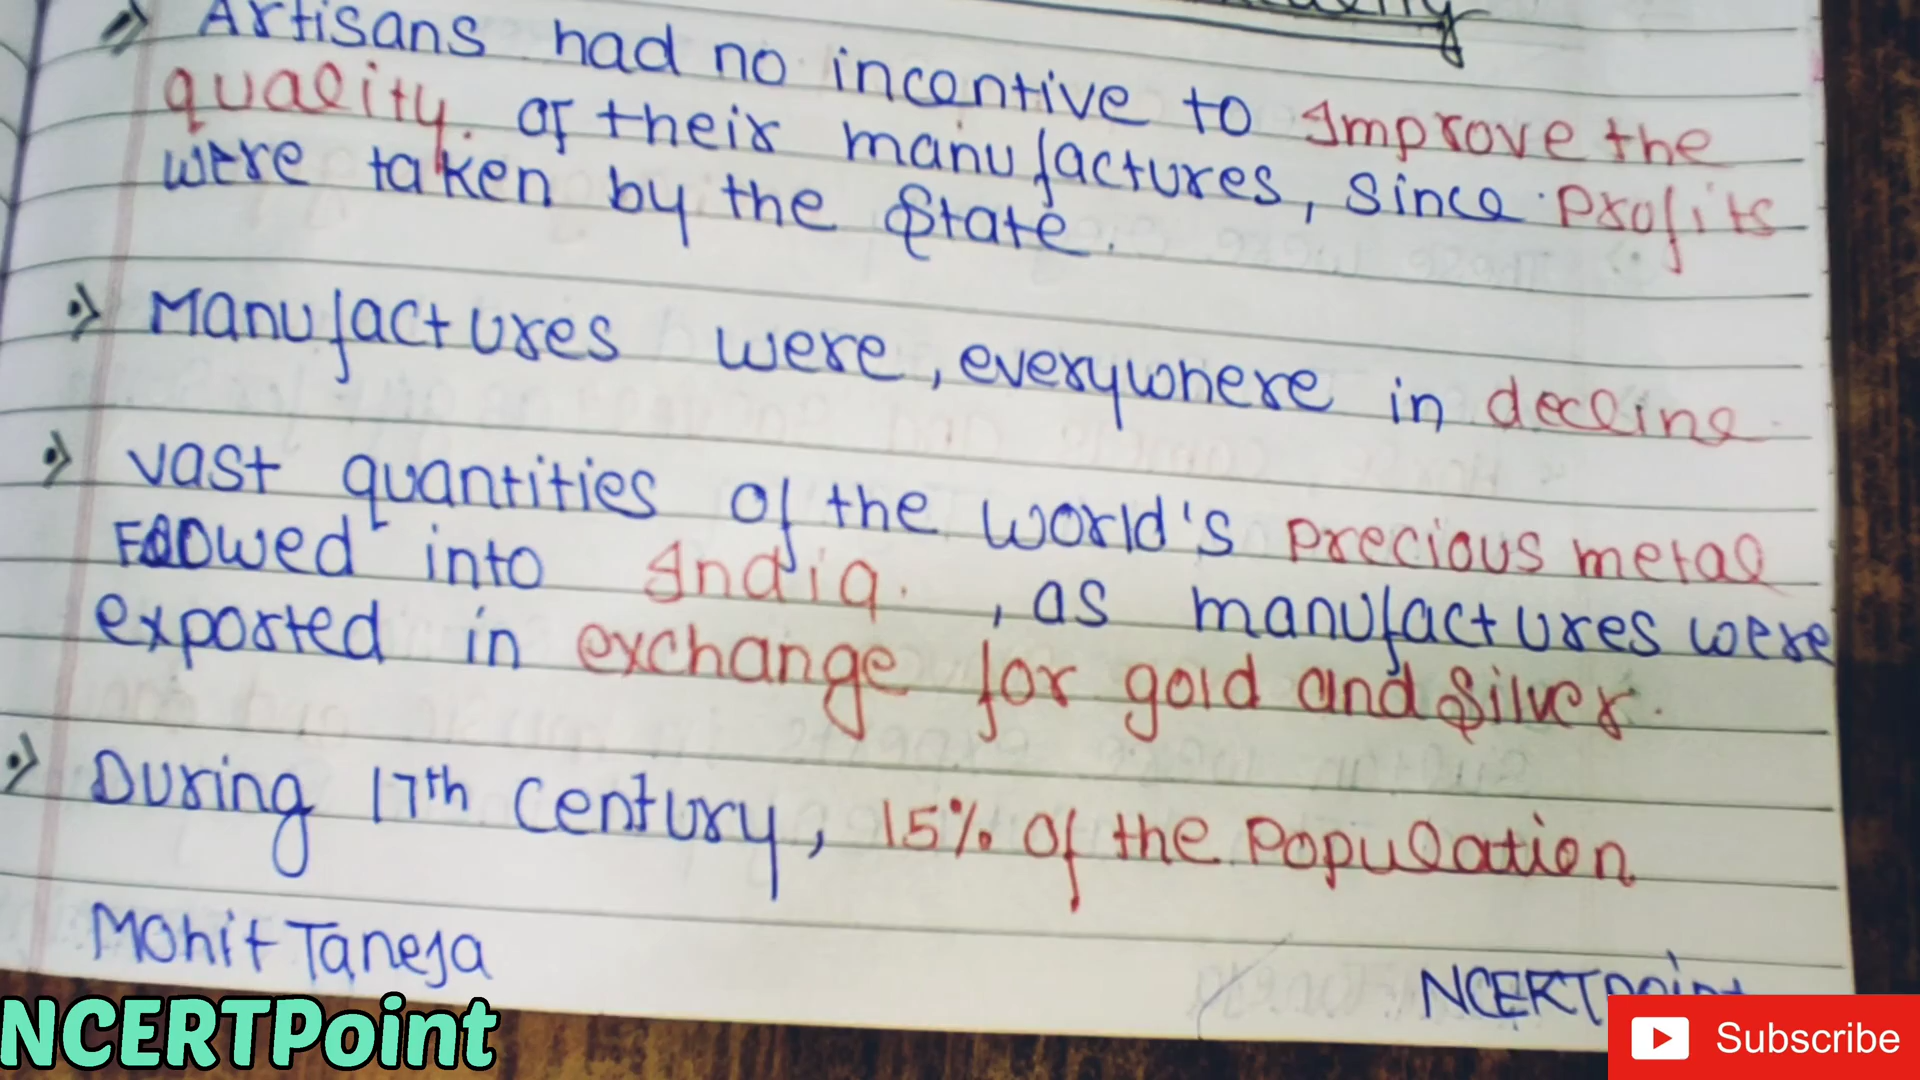 Artisans had no incentive to Improve the
quality. of their manufactures, since profits
were taken by the State.
Manufactures were, everywhere in decline.
Vast quantities of the world's precious metal
Flowed into India. , as manufactures were
exported in exchange for gold and Silver.
During 17th Century, 15% of the Population
Mohit Taneja
NCERTPoint
NCERTPoint
Subscribe